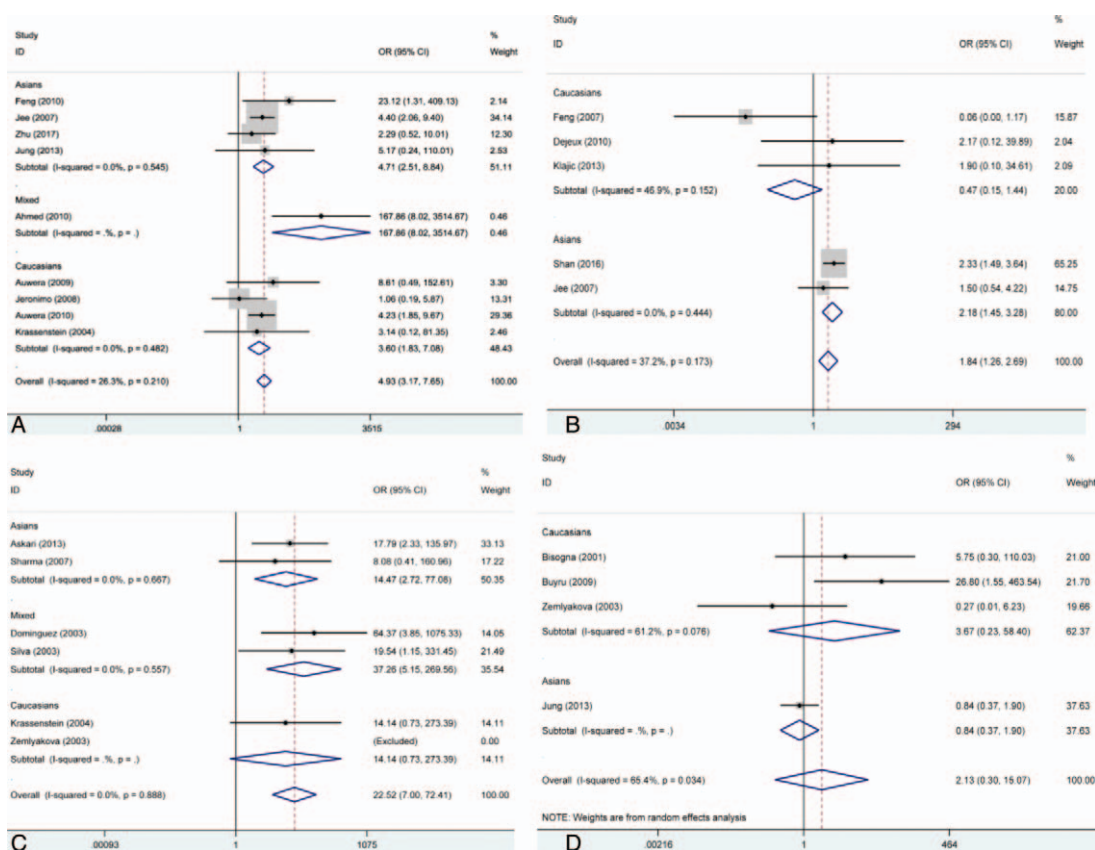 Study %
ID OR (95% CI) Weight
Asians
Feng (2010) 23.12 (1.31, 409.13) 2.14
Jee (2007) 4.40 (2.06, 9.40) 34.14
Zhu (2017) 2.29 (0.52, 10.01) 12.30
Jung (2013) 5.17 (0.24, 110.01) 2.53
Subtotal (I-squared = 0.0%, p = 0.545) 4.71 (2.51, 8.84) 51.11
.
Mixed
Ahmed (2010) 167.86 (8.02, 3514.67) 0.46
Subtotal (I-squared = .%, p = .) 167.86 (8.02, 3514.67) 0.46
.
Caucasians
Auwera (2009) 8.61 (0.49, 152.61) 3.30
Jeronimo (2008) 1.06 (0.19, 5.87) 13.31
Auwera (2010) 4.23 (1.85, 9.67) 29.36
Krassenstein (2004) 3.14 (0.12, 81.35) 2.46
Subtotal (I-squared = 0.0%, p = 0.482) 3.60 (1.83, 7.08) 48.43
.
Overall (I-squared = 26.3%, p = 0.210) 4.93 (3.17, 7.65) 100.00
A .00028 1 3515
Study %
ID OR (95% CI) Weight
Caucasians
Feng (2007) 0.06 (0.00, 1.17) 15.87
Dejeux (2010) 2.17 (0.12, 39.89) 2.04
Klajic (2013) 1.90 (0.10, 34.61) 2.09
Subtotal (I-squared = 46.9%, p = 0.152) 0.47 (0.15, 1.44) 20.00
.
Asians
Shan (2016) 2.33 (1.49, 3.64) 65.25
Jee (2007) 1.50 (0.54, 4.22) 14.75
Subtotal (I-squared = 0.0%, p = 0.444) 2.18 (1.45, 3.28) 80.00
.
Overall (I-squared = 37.2%, p = 0.173) 1.84 (1.26, 2.69) 100.00
B .0034 1 294
Study %
ID OR (95% CI) Weight
Asians
Askari (2013) 17.79 (2.33, 135.97) 33.13
Sharma (2007) 8.08 (0.41, 160.96) 17.22
Subtotal (I-squared = 0.0%, p = 0.667) 14.47 (2.72, 77.08) 50.35
.
Mixed
Dominguez (2003) 64.37 (3.85, 1075.33) 14.05
Silva (2003) 19.54 (1.15, 331.45) 21.49
Subtotal (I-squared = 0.0%, p = 0.557) 37.26 (5.15, 269.56) 35.54
.
Caucasians
Krassenstein (2004) 14.14 (0.73, 273.39) 14.11
Zemlyakova (2003) (Excluded) 0.00
Subtotal (I-squared = .%, p = .) 14.14 (0.73, 273.39) 14.11
.
Overall (I-squared = 0.0%, p = 0.888) 22.52 (7.00, 72.41) 100.00
C .00093 1 1075
Study %
ID OR (95% CI) Weight
Caucasians
Bisogna (2001) 5.75 (0.30, 110.03) 21.00
Buyru (2009) 26.80 (1.55, 463.54) 21.70
Zemlyakova (2003) 0.27 (0.01, 6.23) 19.66
Subtotal (I-squared = 61.2%, p = 0.076) 3.67 (0.23, 58.40) 62.37
.
Asians
Jung (2013) 0.84 (0.37, 1.90) 37.63
Subtotal (I-squared = .%, p = .) 0.84 (0.37, 1.90) 37.63
.
Overall (I-squared = 65.4%, p = 0.034) 2.13 (0.30, 15.07) 100.00
NOTE: Weights are from random effects analysis
.00216 D 1 464